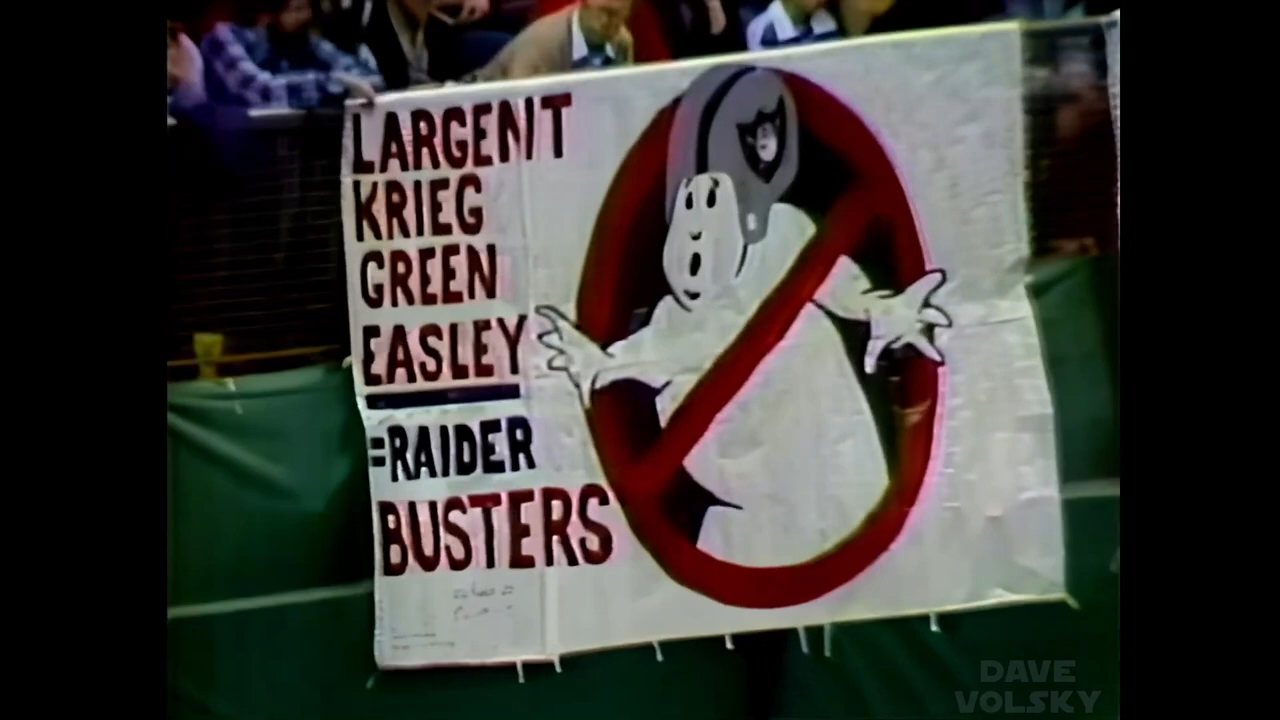 LARGENT
KRIEG
GREEN
EASLEY
=RAIDER
BUSTERS
DAVE
VOLSKY